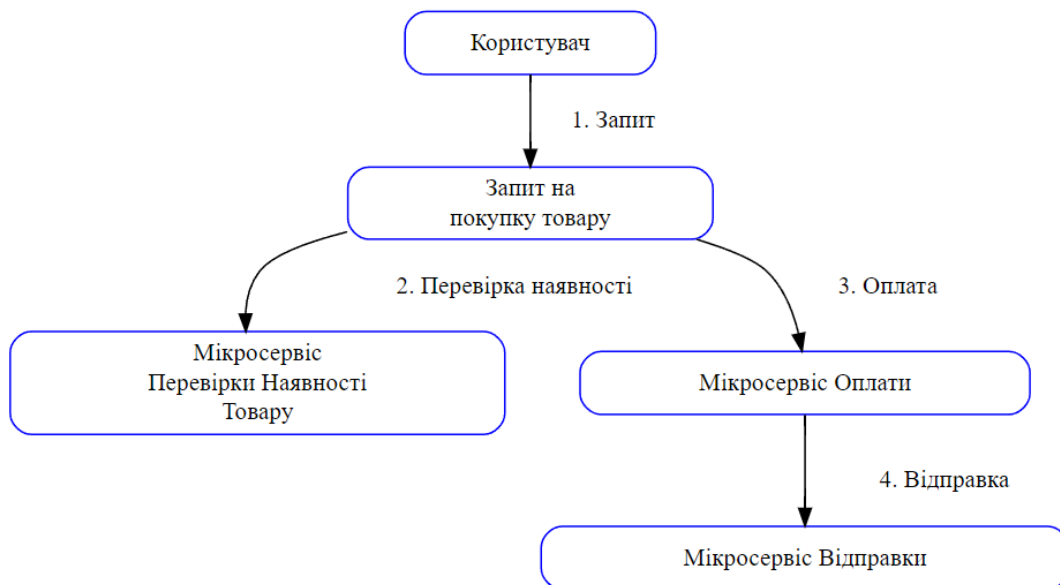 Користувач
1. Запит
Запит на
покупку товару
2. Перевірка наявності
3. Оплата
Мікросервіс
Перевірки Наявності
Товару
Мікросервіс Оплати
4. Відправка
Мікросервіс Відправки